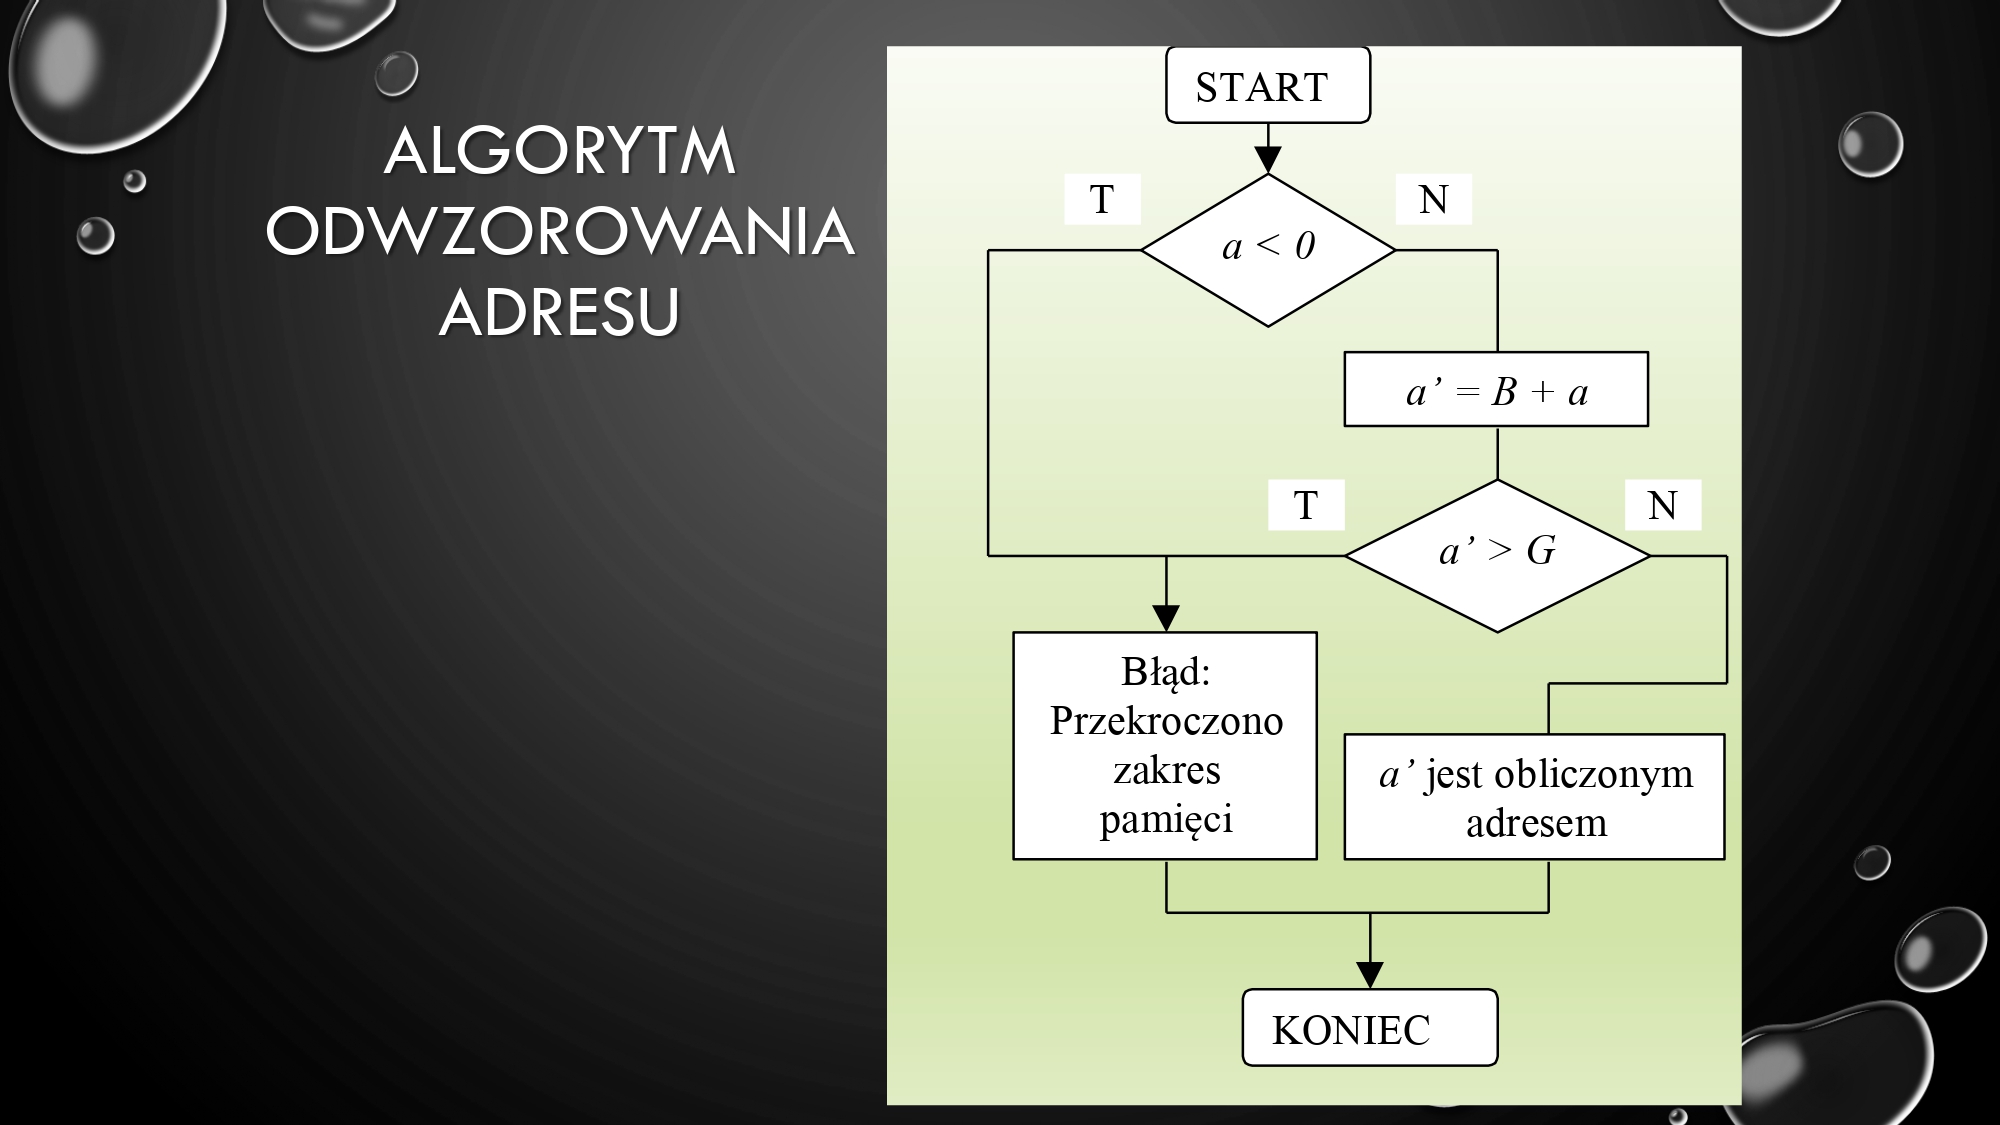 ALGORYTM
ODWZOROWANIA
ADRESU
START
T
N
a < 0
a’ = B + a
T
N
a’ > G
Błąd:
Przekroczono
zakres
pamięci
a’ jest obliczonym
adresem
KONIEC